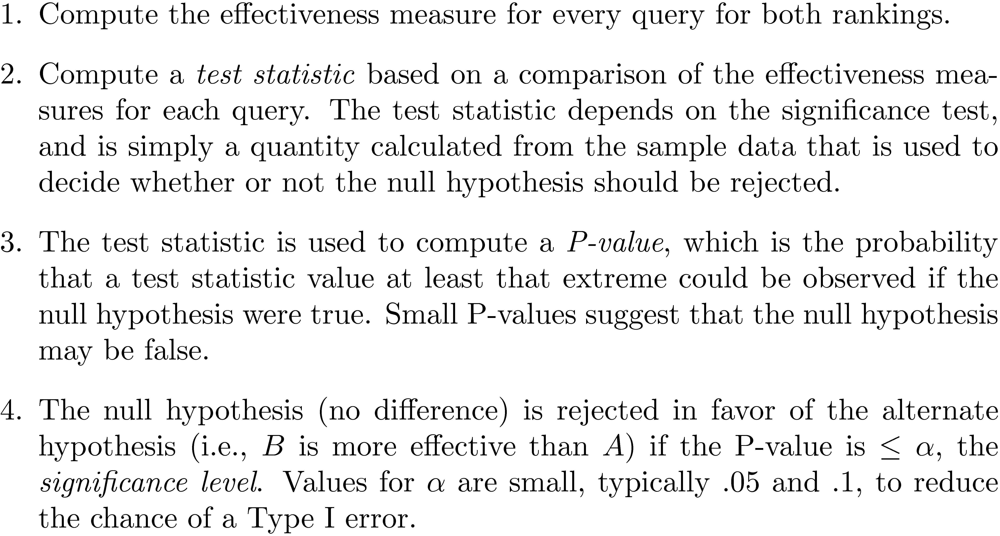 1. Compute the effectiveness measure for every query for both rankings.
2. Compute a test statistic based on a comparison of the effectiveness mea-
sures for each query. The test statistic depends on the significance test,
and is simply a quantity calculated from the sample data that is used to
decide whether or not the null hypothesis should be rejected.
3. The test statistic is used to compute a P-value, which is the probability
that a test statistic value at least that extreme could be observed if the
null hypothesis were true. Small P-values suggest that the null hypothesis
may be false.
4. The null hypothesis (no difference) is rejected in favor of the alternate
hypothesis (i.e., B is more effective than A) if the P-value is ≤ α, the
significance level. Values for α are small, typically .05 and .1, to reduce
the chance of a Type I error.